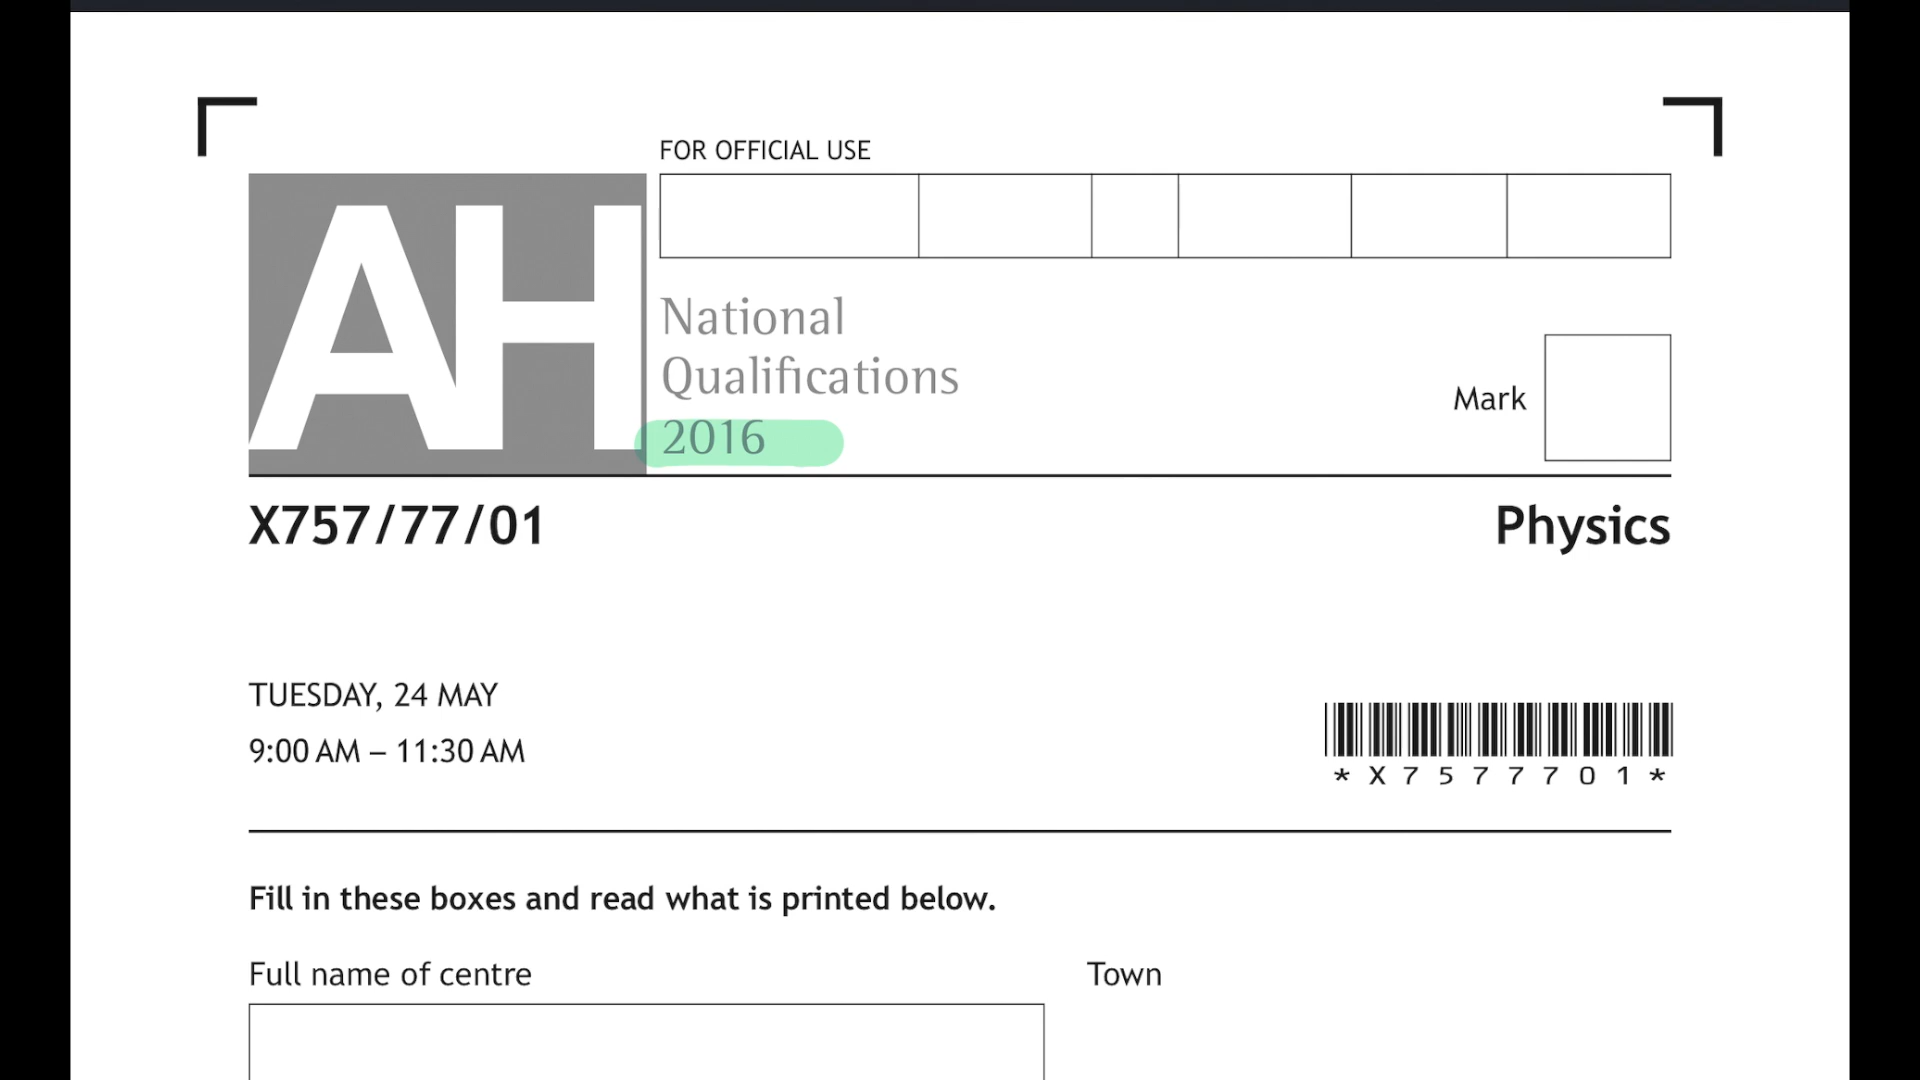 FOR OFFICIAL USE
AH
National
Qualifications
2016
Mark
X757/77/01
Physics
TUESDAY, 24 MAY
9:00 AM – 11:30 AM
*X7577701*
Fill in these boxes and read what is printed below.
Full name of centre
Town